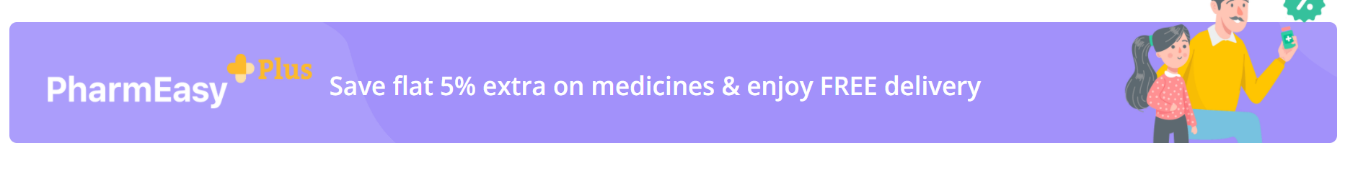 PharmEasy Plus
Save flat 5% extra on medicines & enjoy FREE delivery
%